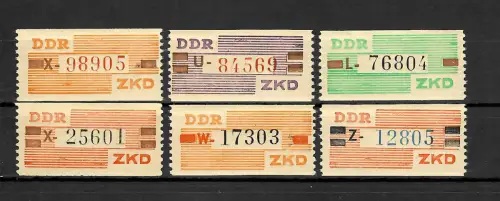 DDR
X-98905
ZKD
DDR
U-84569
ZKD
DDR
L-76804
ZKD
DDR
X-25601
ZKD
DDR
W-17303
ZKD
DDR
Z-12805
ZKD